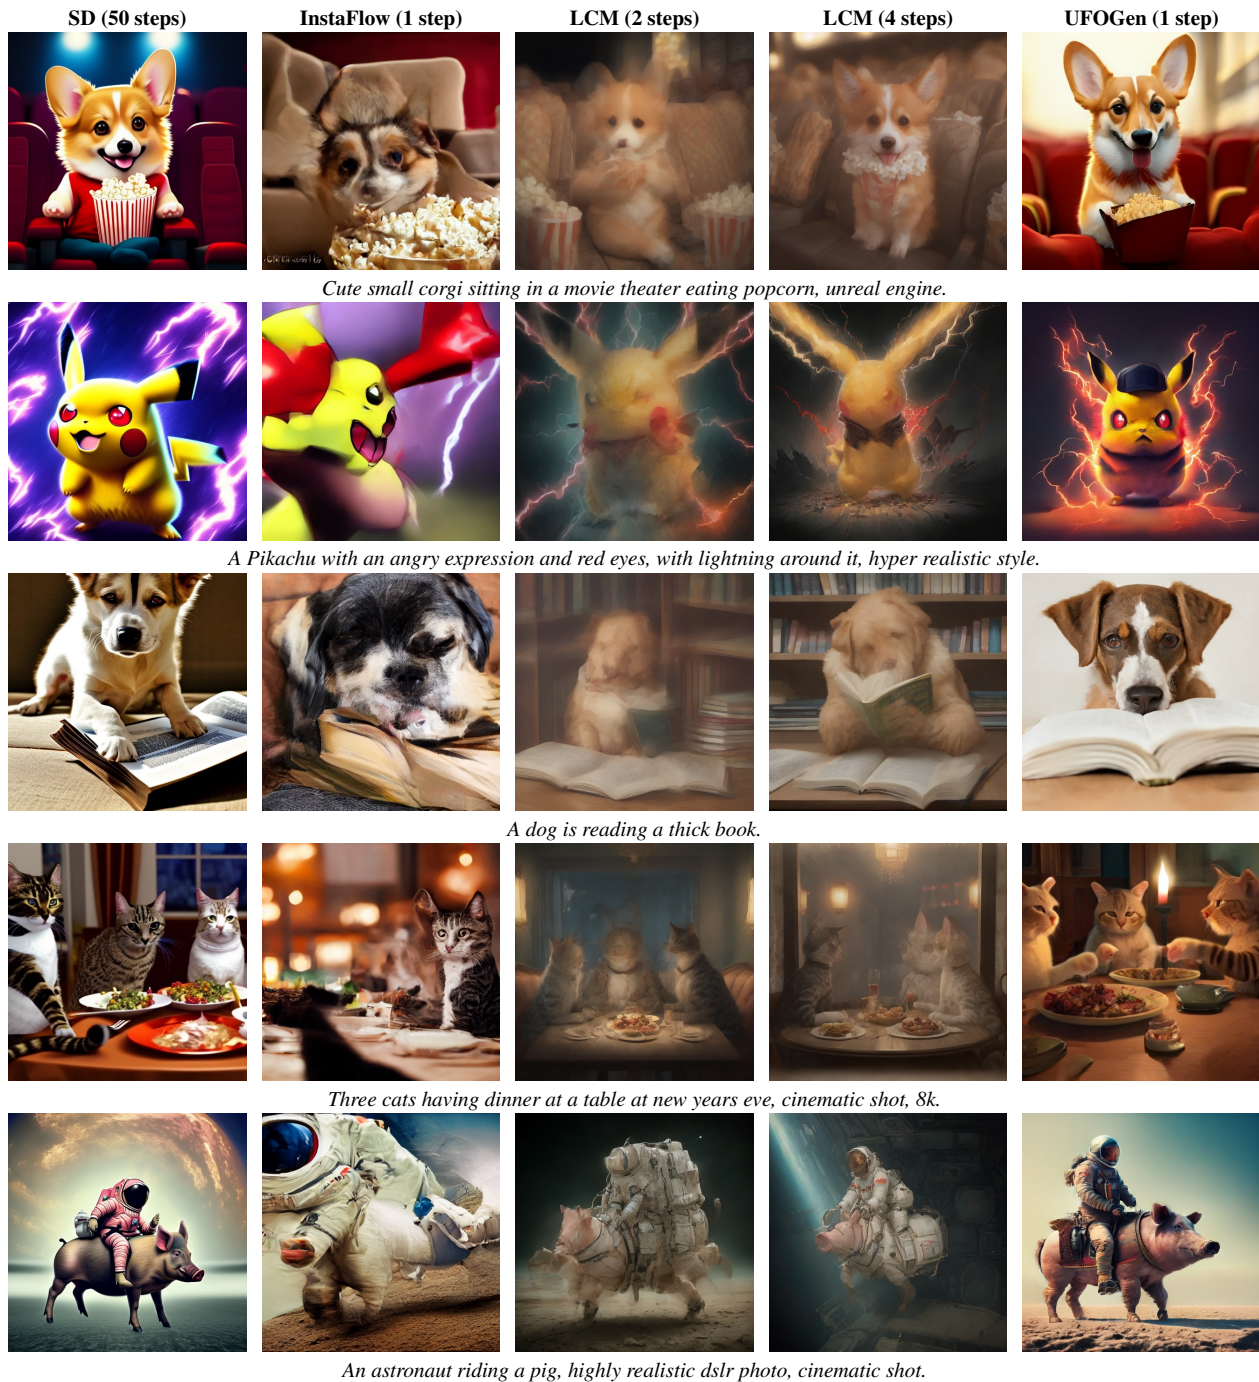 SD (50 steps) InstaFlow (1 step) LCM (2 steps) LCM (4 steps) UFOGen (1 step)
Cute small corgi sitting in a movie theater eating popcorn, unreal engine.
A Pikachu with an angry expression and red eyes, with lightning around it, hyper realistic style.
A dog is reading a thick book.
Three cats having dinner at a table at new years eve, cinematic shot, 8k.
An astronaut riding a pig, highly realistic dslr photo, cinematic shot.